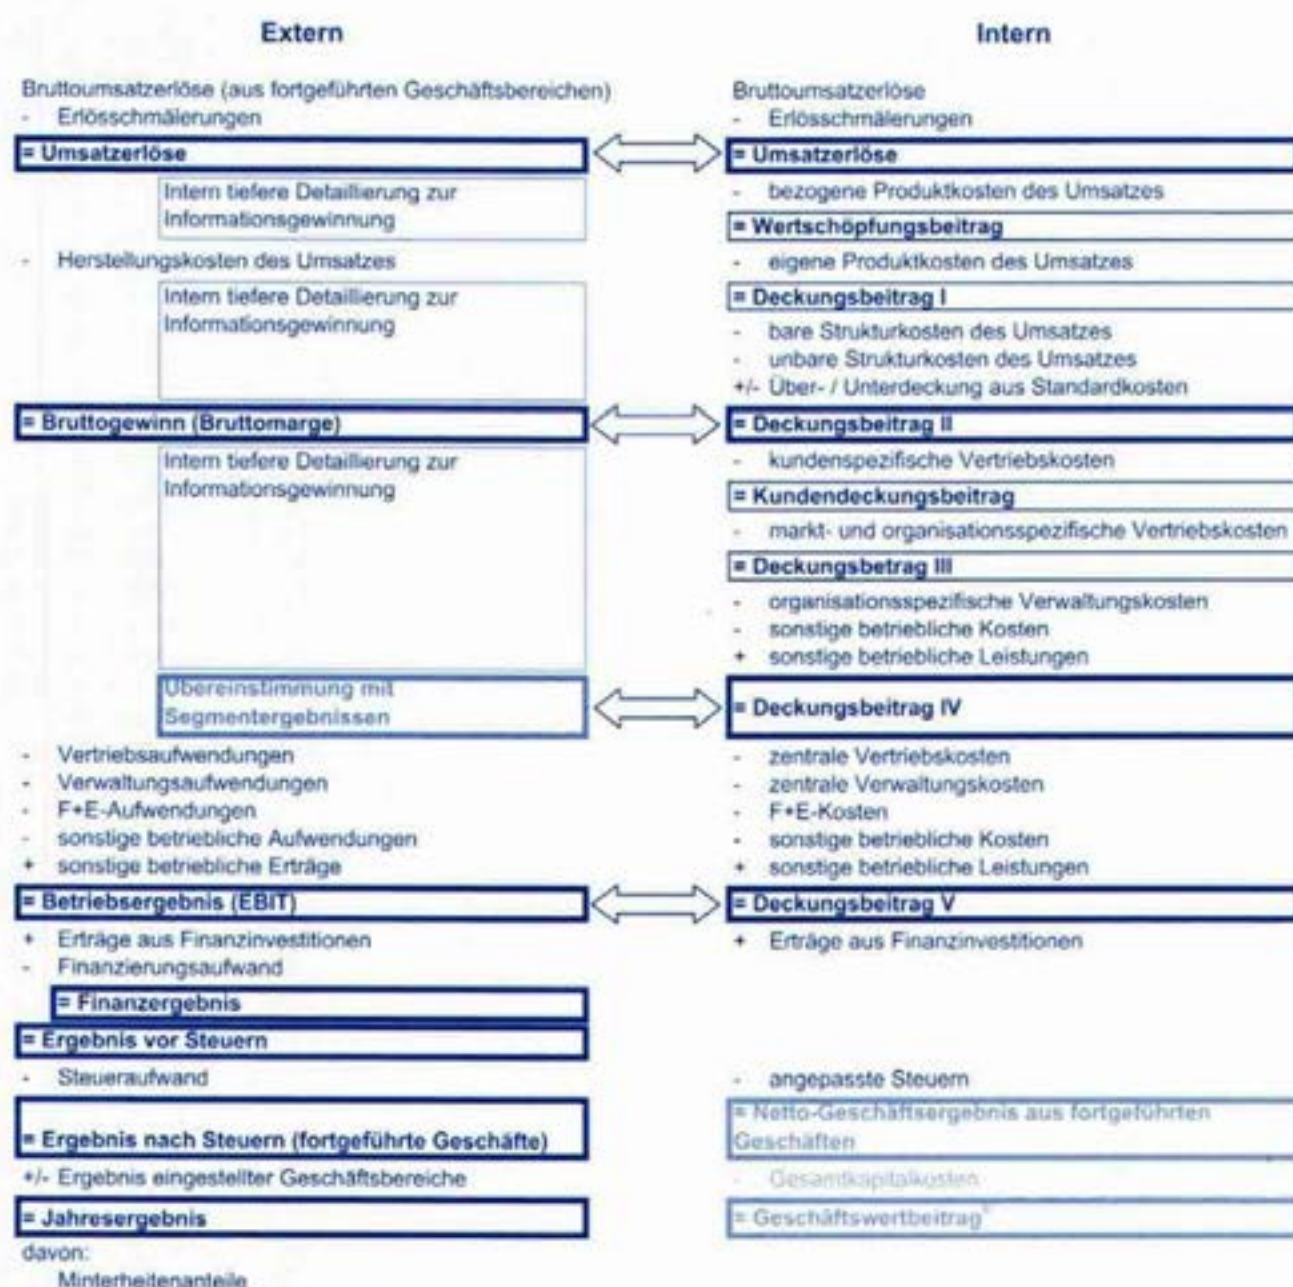 Extern
Bruttoumsatzerlöse (aus fortgeführten Geschäftsbereichen)
- Erlösschmälerungen
= Umsatzerlöse
Intern tiefere Detaillierung zur
Informationsgewinnung
- Herstellungskosten des Umsatzes
Intern tiefere Detaillierung zur
Informationsgewinnung
= Bruttogewinn (Bruttomarge)
Intern tiefere Detaillierung zur
Informationsgewinnung
Übereinstimmung mit
Segmentergebnissen
- Vertriebsaufwendungen
- Verwaltungsaufwendungen
- F+E-Aufwendungen
- sonstige betriebliche Aufwendungen
+ sonstige betriebliche Erträge
= Betriebsergebnis (EBIT)
+ Erträge aus Finanzinvestitionen
- Finanzierungsaufwand
= Finanzergebnis
= Ergebnis vor Steuern
- Steueraufwand
= Ergebnis nach Steuern (fortgeführte Geschäfte)
+/- Ergebnis eingestellter Geschäftsbereiche
= Jahresergebnis
davon:
Minterheitenanteile
Intern
Bruttoumsatzerlöse
- Erlösschmälerungen
= Umsatzerlöse
- bezogene Produktkosten des Umsatzes
= Wertschöpfungsbeitrag
- eigene Produktkosten des Umsatzes
= Deckungsbeitrag I
- bare Strukturkosten des Umsatzes
- unbare Strukturkosten des Umsatzes
+/- Über- / Unterdeckung aus Standardkosten
= Deckungsbeitrag II
- kundenspezifische Vertriebskosten
= Kundendeckungsbeitrag
- markt- und organisationsspezifische Vertriebskosten
= Deckungsbetrag III
- organisationsspezifische Verwaltungskosten
- sonstige betriebliche Kosten
+ sonstige betriebliche Leistungen
= Deckungsbeitrag IV
- zentrale Vertriebskosten
- zentrale Verwaltungskosten
- F+E-Kosten
- sonstige betriebliche Kosten
+ sonstige betriebliche Leistungen
= Deckungsbeitrag V
+ Erträge aus Finanzinvestitionen
- angepasste Steuern
= Netto-Geschäftsergebnis aus fortgeführten
Geschäften
- Gesamtkapitalkosten
= Geschäftswertbeitrag